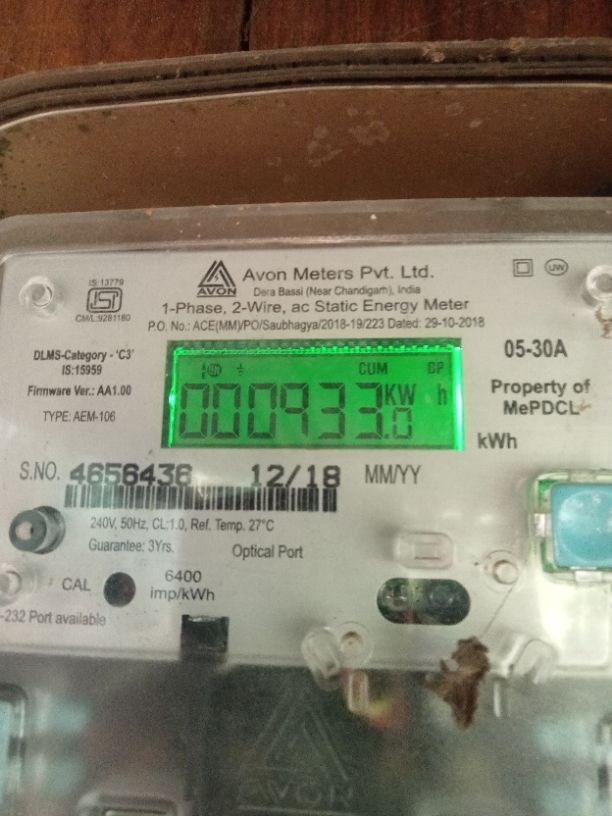 IS:13779
ISI
CM/L:9281180
AVON
Avon Meters Pvt. Ltd.
Dera Bassi (Near Chandigarh), India
1-Phase, 2-Wire, ac Static Energy Meter
P.O. No.: ACE(MM)/PO/Saubhagya/2018-19/223 Dated: 29-10-2018
UW
DLMS-Category - 'C3'
IS:15959
Firmware Ver.: AA1.00
TYPE: AEM-106
CUM
000933.0 KW h
05-30A
Property of
MePDCL
kWh
S.NO. 4656436 12/18 MM/YY
240V, 50Hz, CL:1.0, Ref. Temp. 27°C
Guarantee: 3Yrs.
Optical Port
CAL
6400
imp/kWh
-232 Port available
AVON